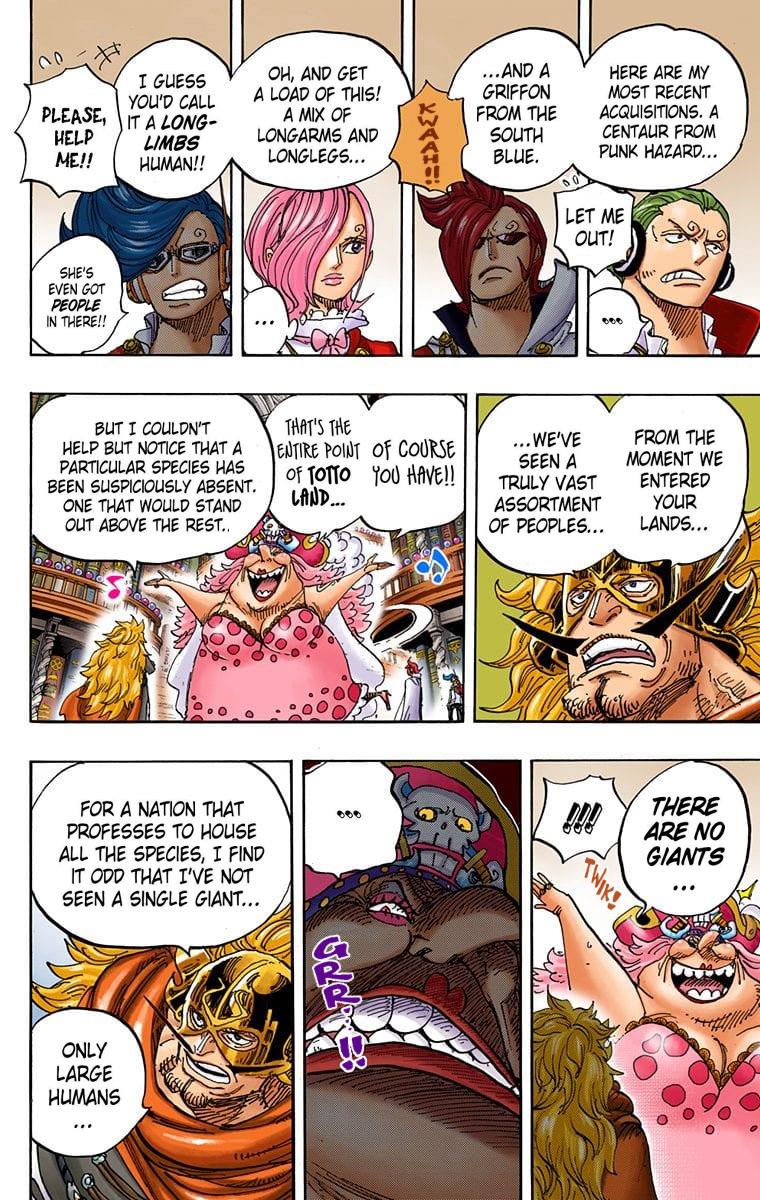 HERE ARE MY
MOST RECENT
ACQUISITIONS. A
CENTAUR FROM
PUNK HAZARD...
LET ME
OUT!
...
...AND A
GRIFFON
FROM THE
SOUTH
BLUE.
KWAAH!!
OH, AND GET
A LOAD OF THIS!
A MIX OF
LONGARMS AND
LONGLEGS...
...
I GUESS
YOU'D CALL
IT A LONG-
LIMBS
HUMAN!!
PLEASE,
HELP
ME!!
SHE'S
EVEN GOT
PEOPLE
IN THERE!!
FROM THE
MOMENT WE
ENTERED
YOUR
LANDS...
...WE'VE
SEEN A
TRULY VAST
ASSORTMENT
OF PEOPLES...
OF COURSE
YOU HAVE!!
THAT'S THE
ENTIRE POINT
OF TOTTO
LAND...
BUT I COULDN'T
HELP BUT NOTICE THAT A
PARTICULAR SPECIES HAS
BEEN SUSPICIOUSLY ABSENT.
ONE THAT WOULD STAND
OUT ABOVE THE REST..
THERE
ARE NO
GIANTS
...
!!!
TWIK!
...
GRR...!!
FOR A NATION THAT
PROFESSES TO HOUSE
ALL THE SPECIES, I FIND
IT ODD THAT I'VE NOT
SEEN A SINGLE GIANT...
ONLY
LARGE
HUMANS
...